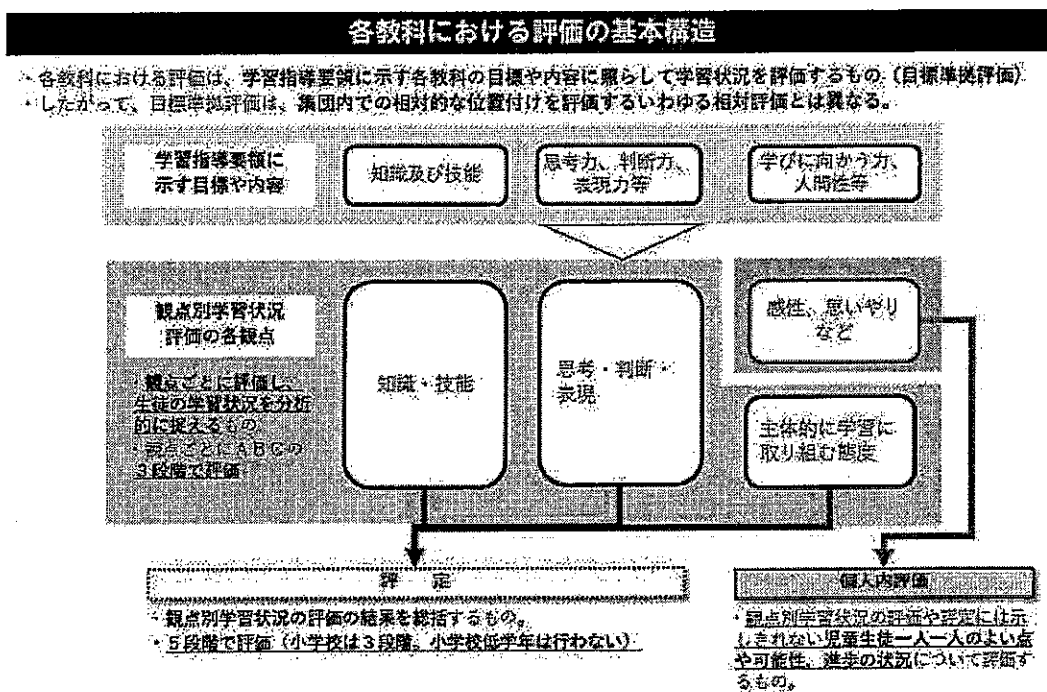 各教科における評価の基本構造
・各教科における評価は、学習指導要領に示す各教科の目標や内容に照らして学習状況を評価するもの（目標準拠評価）
・したがって、目標準拠評価は、集団内での相対的な位置付けを評価するいわゆる相対評価とは異なる。
学習指導要領に
示す目標や内容
知識及び技能
思考力、判断力、
表現力等
学びに向かう力、
人間性等
観点別学習状況
評価の各観点
・観点ごとに評価し、
生徒の学習状況を分析
的に捉えるもの
・観点ごとにＡＢＣの
３段階で評価
知識・技能
思考・判断・
表現
感性、思いやり
など
主体的に学習に
取り組む態度
評　定
・観点別学習状況の評価の結果を総括するもの。
・５段階で評価（小学校は３段階。小学校低学年は行わない）
個人内評価
・観点別学習状況の評価や評定には示
しきれない児童生徒一人一人のよい点
や可能性、進歩の状況について評価す
るもの。